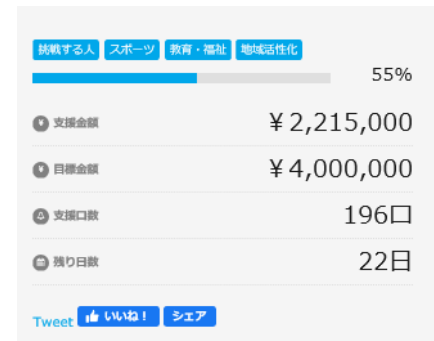 挑戦する人 スポーツ 教育・福祉 地域活性化
55%
支援金額 ¥2,215,000
目標金額 ¥4,000,000
支援口数 196口
残り日数 22日
Tweet いいね！ シェア